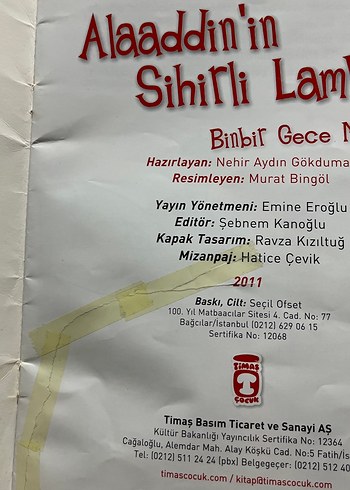 Alaaddin'in
Sihirli
Binbir Gece
Hazırlayan: Nehir Aydın
Resimleyen: Murat Bingöl
Yayın Yönetmeni: Emine Eroğlu
Editör: Şebnem Kanoğlu
Kapak Tasarım: Ravza Kızıltuğ
Mizanpaj: Hatice Çevik
2011
Baskı, Cilt: Seçil Ofset
100. Yıl Matbaacılar Sitesi 4. Cad. No: 77
Bağcılar/İstanbul (0212) 629 06 15
Sertifika No: 12068
TİMAŞ
ÇOCUK
Timaş Basım Ticaret ve Sanayi AŞ
Kültür Bakanlığı Yayıncılık Sertifika No: 12364
Cağaloğlu, Alemdar Mah. Alay Köşkü Cad. No:5
Tel: (0212) 511 24 24 (pbx) Belgegeçer: (0212) 512 40
timascocuk.com / kitap@timascocuk.com